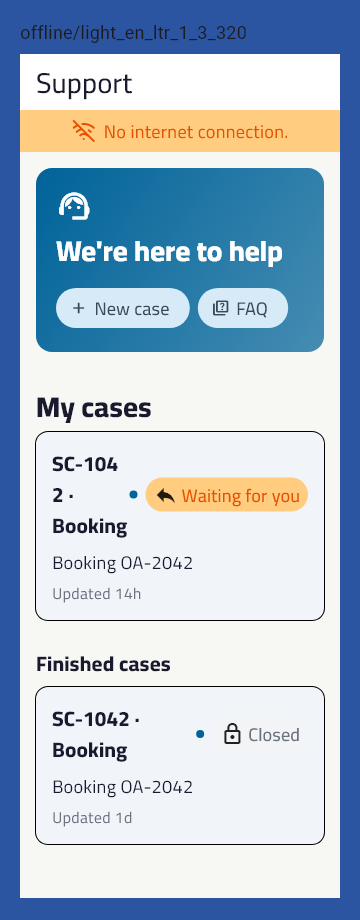 offline/light_en_ltr_1_3_320
Support
No internet connection.
We're here to help
New case
FAQ
My cases
SC-104
2 ·
Booking
Waiting for you
Booking OA-2042
Updated 14h
Finished cases
SC-1042 ·
Booking
Closed
Booking OA-2042
Updated 1d